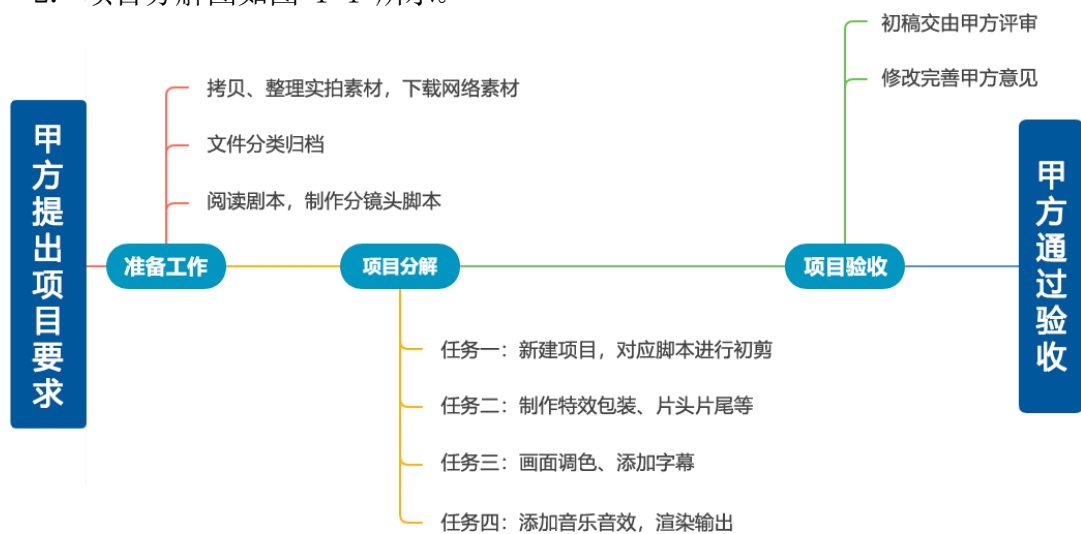 甲方提出项目要求
准备工作
拷贝、整理实拍素材，下载网络素材
文件分类归档
阅读剧本，制作分镜头脚本
项目分解
任务一：新建项目，对应脚本进行初剪
任务二：制作特效包装、片头片尾等
任务三：画面调色、添加字幕
任务四：添加音乐音效，渲染输出
项目验收
初稿交由甲方评审
修改完善甲方意见
甲方通过验收